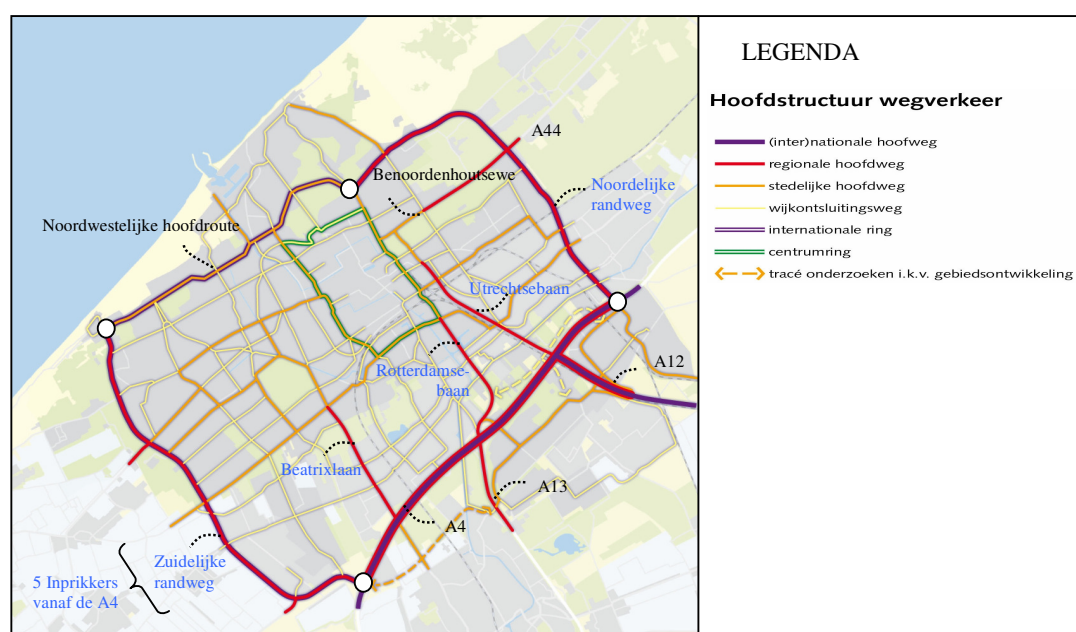 A44
Benoordenhoutsewe
Noordelijke
randweg
Noordwestelijke hoofdroute
Utrechtsebaan
A12
Rotterdamse-
baan
Beatrixlaan
A13
A4
Zuidelijke
randweg
5 Inprikkers
vanaf de A4
LEGENDA
Hoofdstructuur wegverkeer
(inter)nationale hoofweg
regionale hoofdweg
stedelijke hoofdweg
wijkontsluitingsweg
internationale ring
centrumring
tracé onderzoeken i.k.v. gebiedsontwikkeling